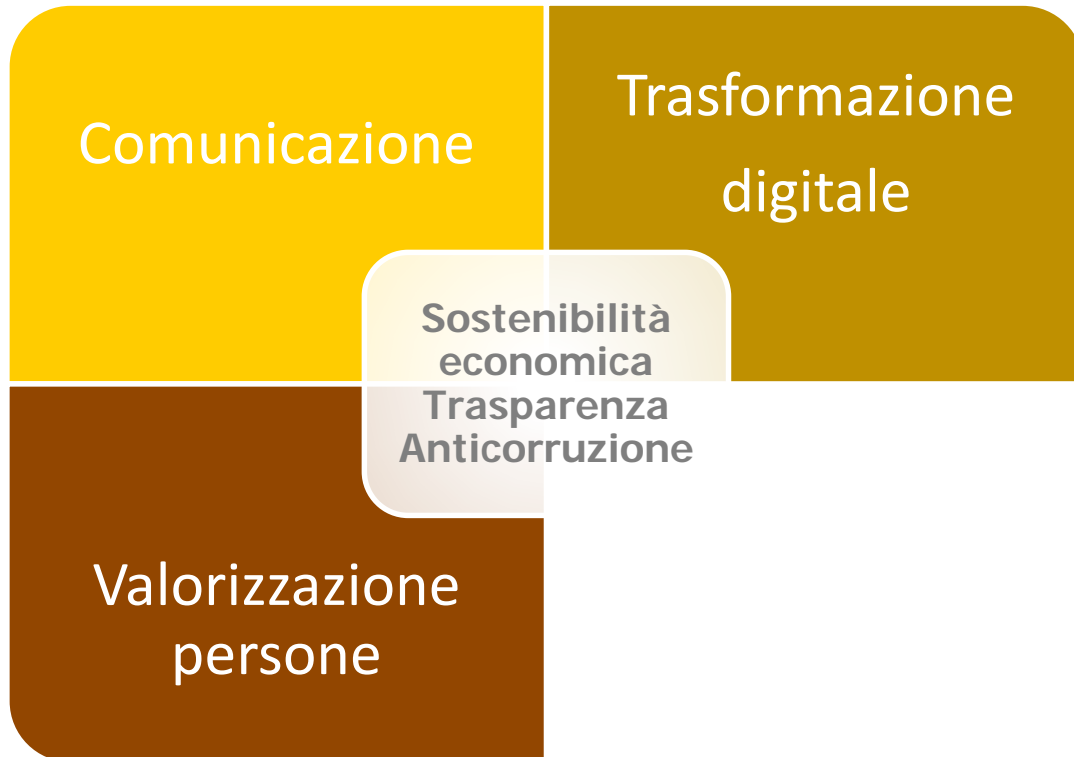 Comunicazione
Trasformazione
digitale
Sostenibilità
economica
Trasparenza
Anticorruzione
Valorizzazione
persone